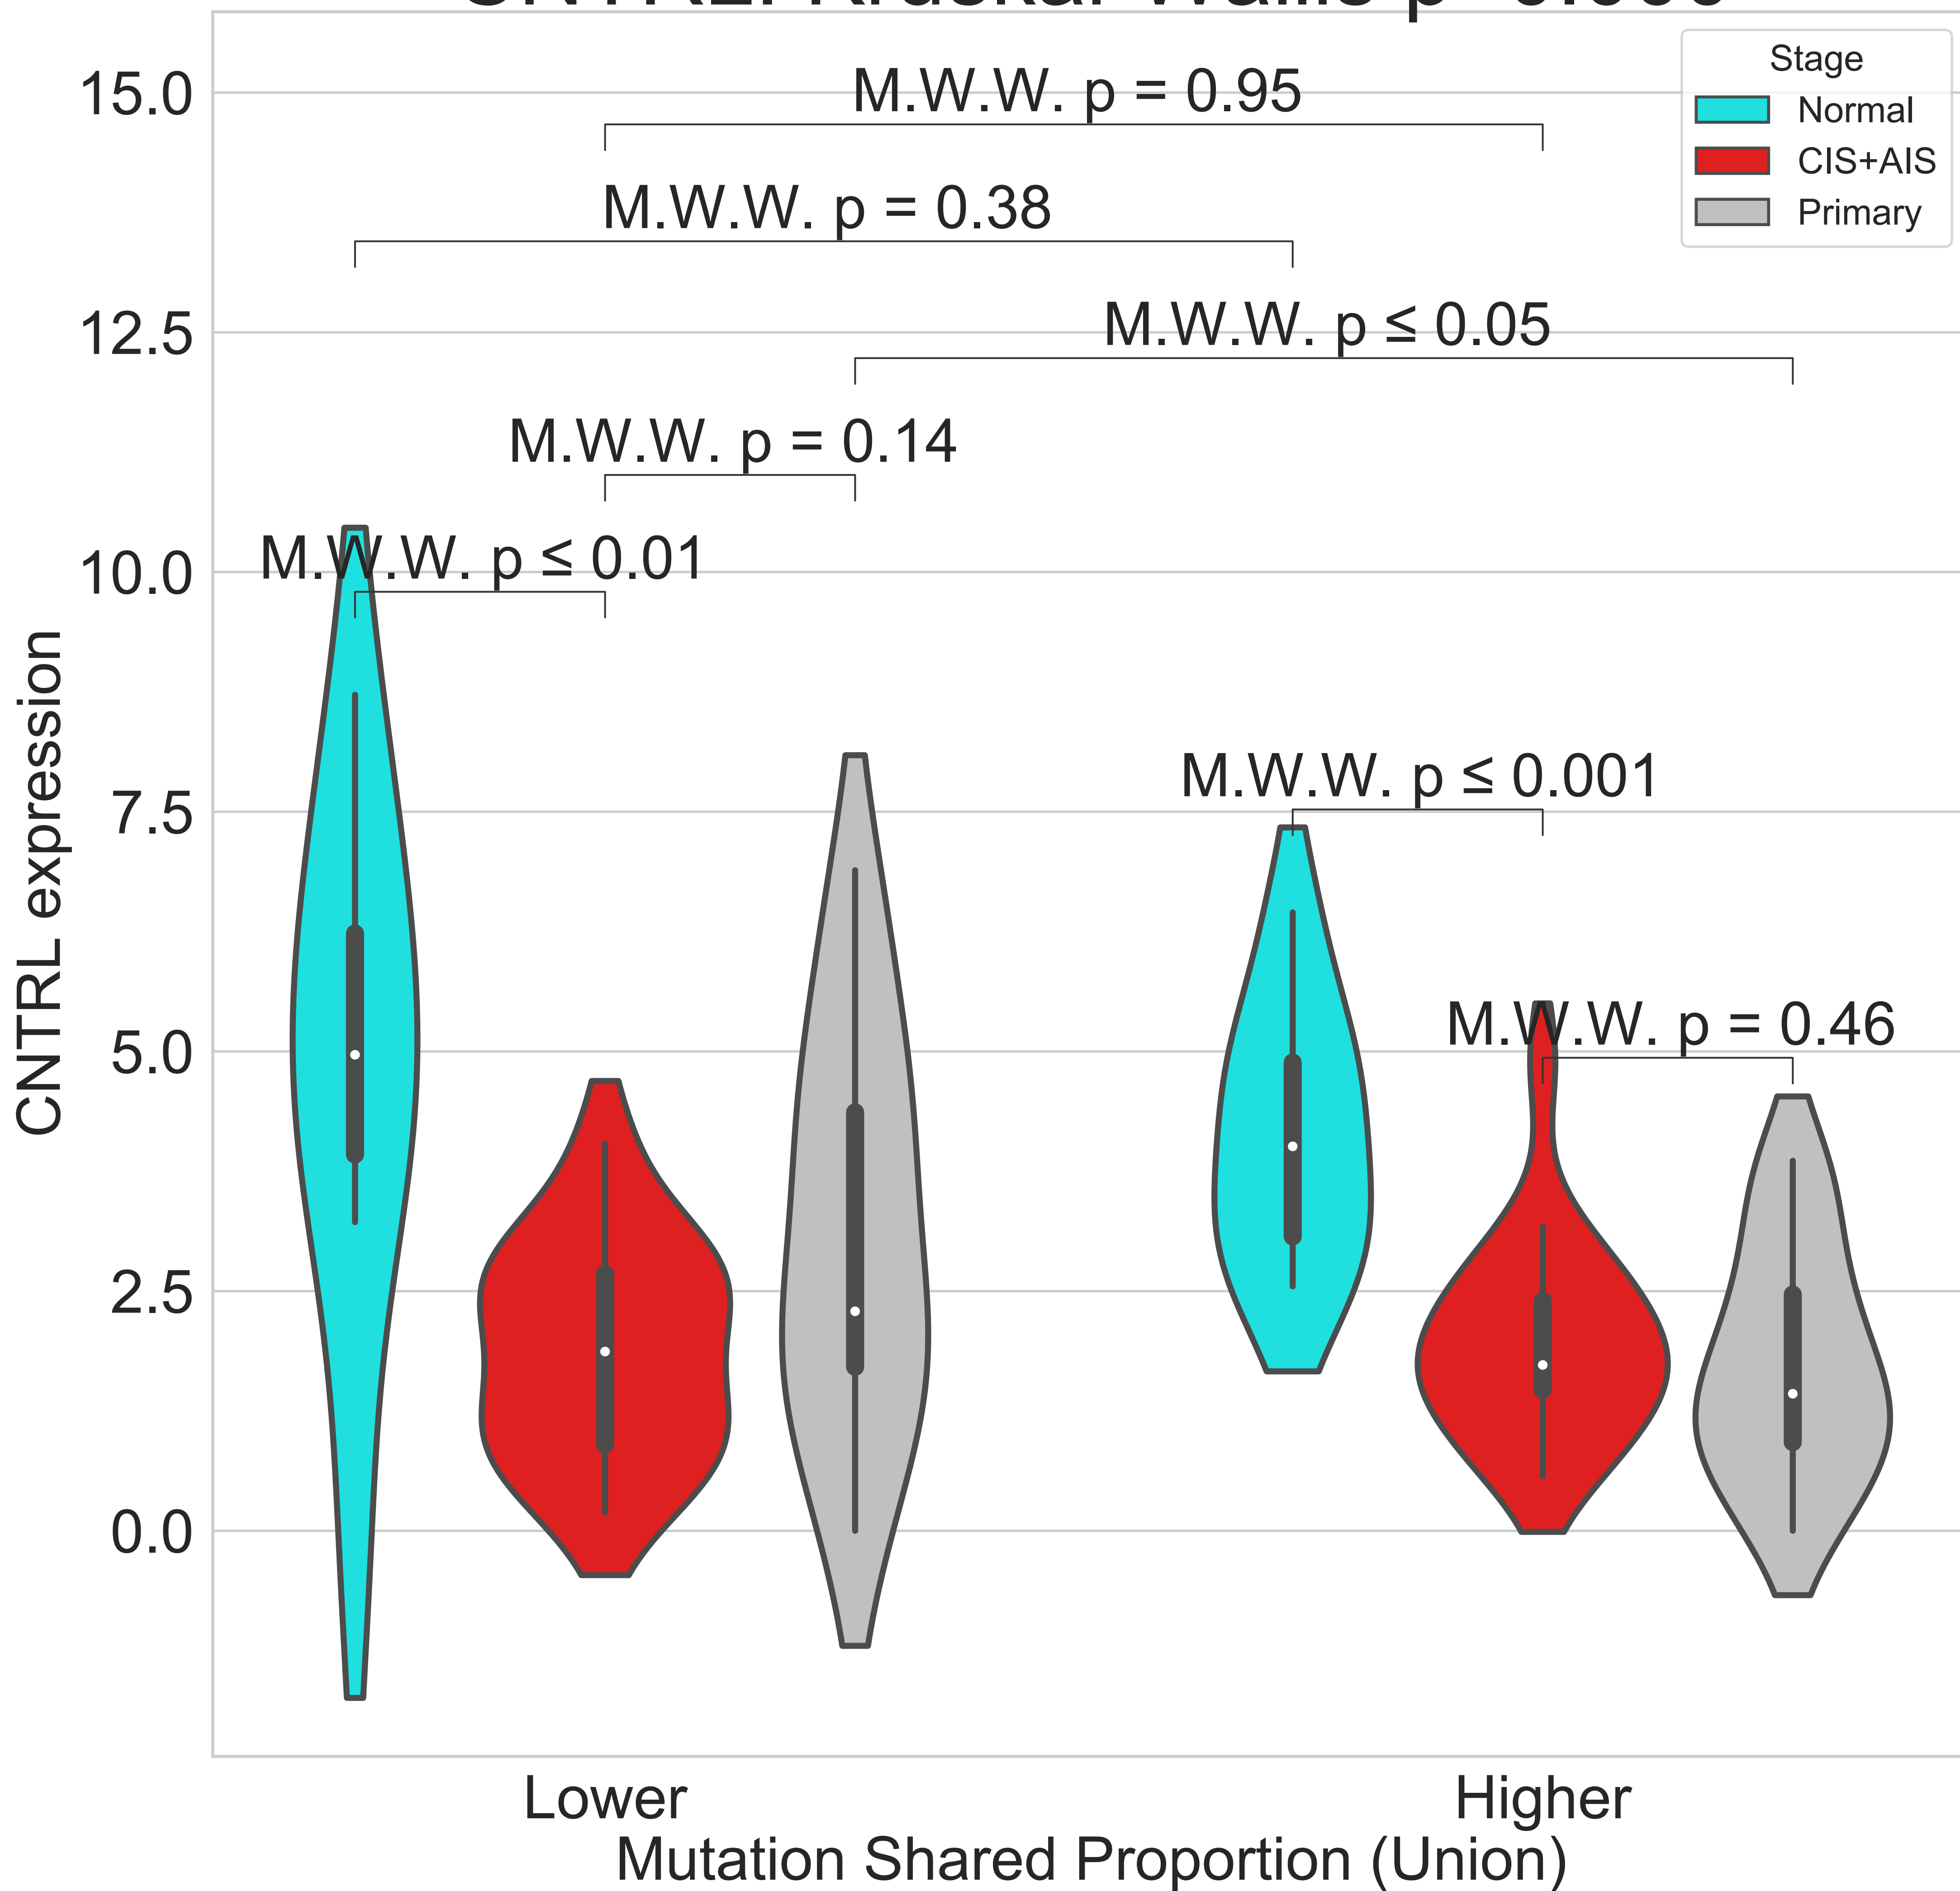 Stage
Normal
CIS+AIS
Primary
15.0
12.5
10.0
7.5
5.0
2.5
0.0
CNTRL expression
M.W.W. p = 0.95
M.W.W. p = 0.38
M.W.W. p ≤ 0.05
M.W.W. p = 0.14
M.W.W. p ≤ 0.01
M.W.W. p ≤ 0.001
M.W.W. p = 0.46
Lower
Higher
Mutation Shared Proportion (Union)